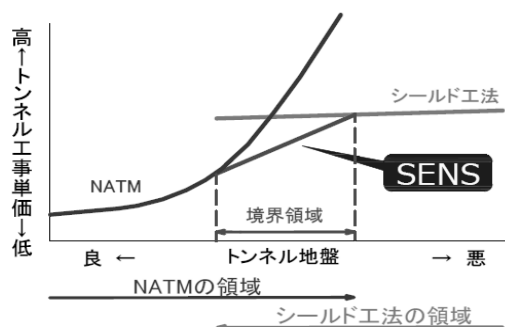 高←トンネル工事単価→低
シールド工法
NATM
SENS
境界領域
良 ← トンネル地盤 → 悪
NATMの領域
シールド工法の領域